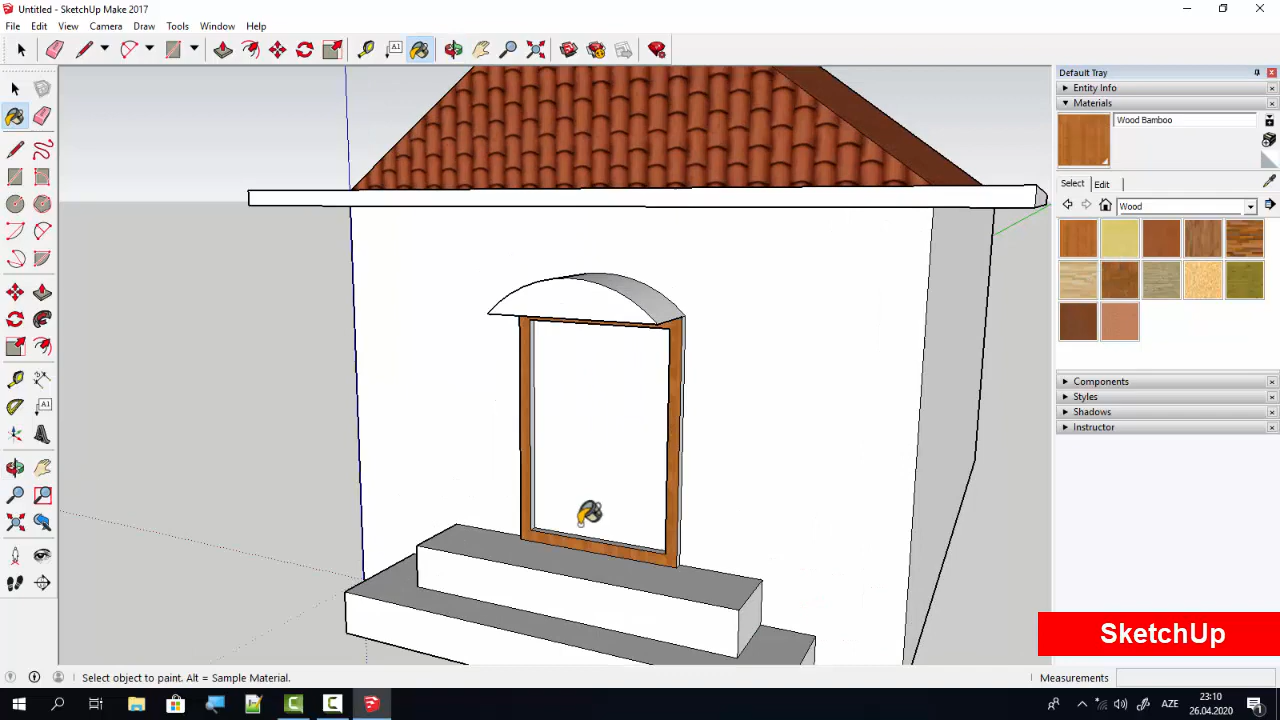 Untitled - SketchUp Make 2017
File Edit View Camera Draw Tools Window Help
A1
Default Tray
Entity Info
Materials
Wood Bamboo
Select Edit
Wood
Components
Styles
Shadows
Instructor
A1
SketchUp
Select object to paint. Alt = Sample Material.
Measurements
AZE
23:10
26.04.2020